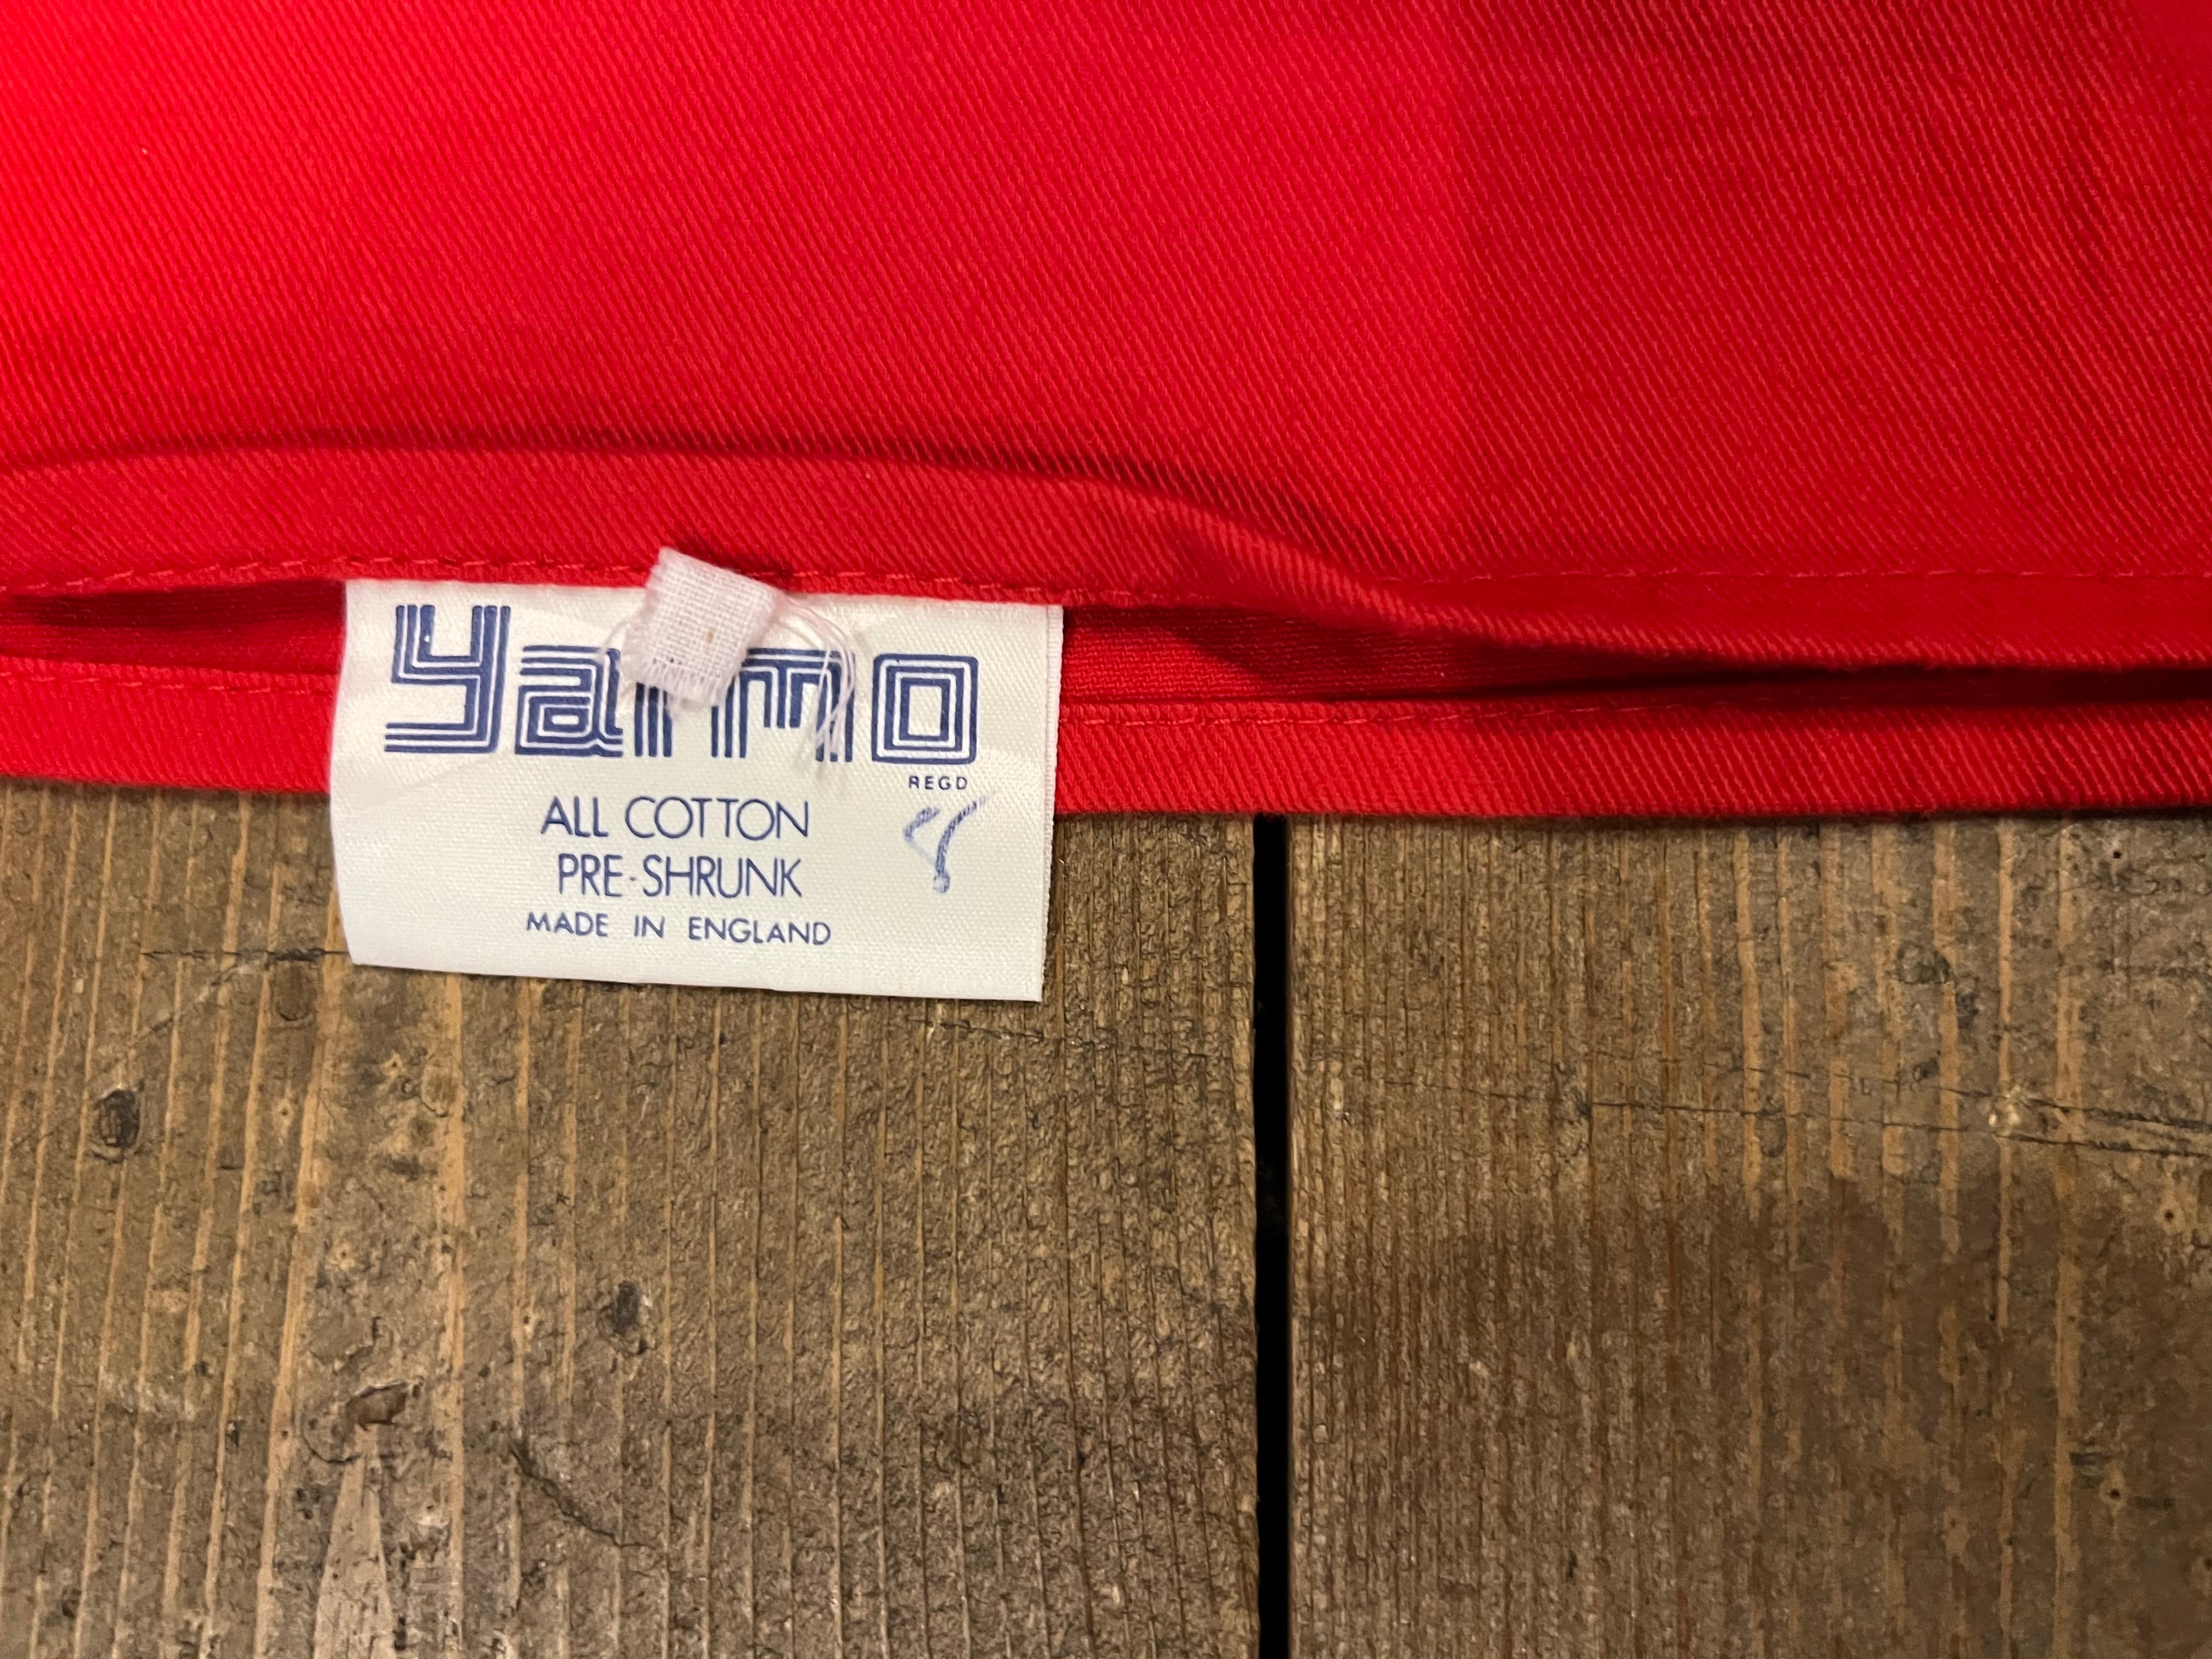 yarmo
REGD
ALL COTTON
PRE-SHRUNK
MADE IN ENGLAND